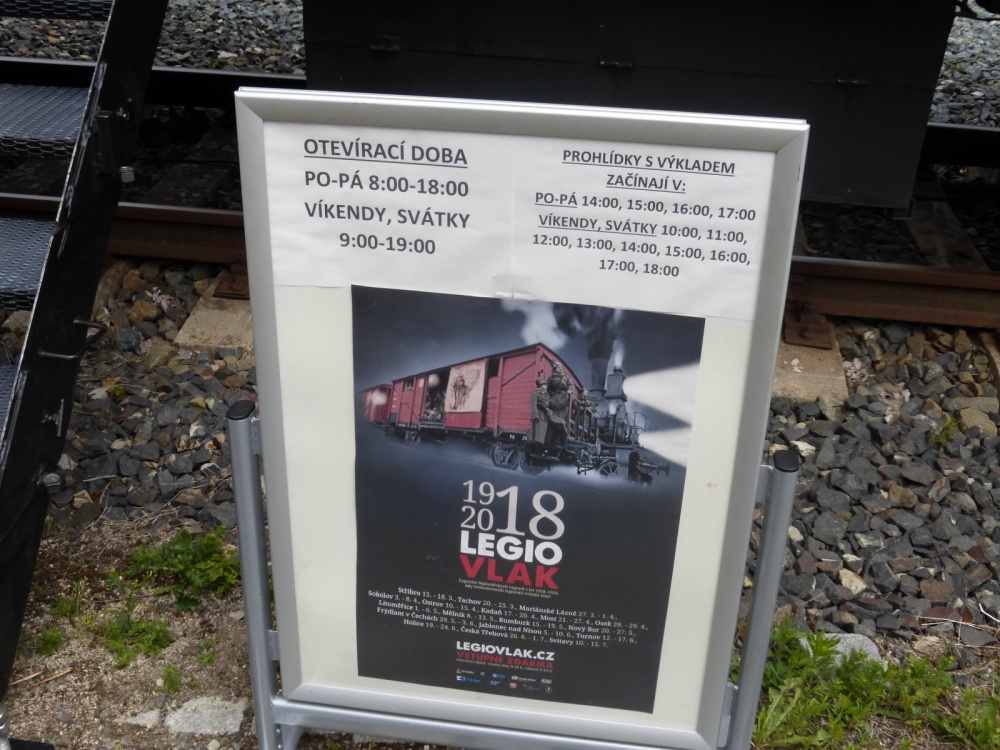 OTEVÍRACÍ DOBA
PO-PÁ 8:00-18:00
VÍKENDY, SVÁTKY
9:00-19:00
PROHLÍDKY S VÝKLADEM
ZAČÍNAJÍ V:
PO-PÁ 14:00, 15:00, 16:00, 17:00
VÍKENDY, SVÁTKY 10:00, 11:00,
12:00, 13:00, 14:00, 15:00, 16:00,
17:00, 18:00
19
20
18
LEGIO
VLAK
Stříbro 15. - 18. 3., Tachov 20. - 25. 3., Mariánské Lázně 27. 3. - 1. 4.,
Sokolov 3. - 8. 4., Ostrov 10. - 15. 4., Kadaň 17. - 20. 4., Most 21. - 27. 4., Osek 28. - 29. 4.,
Litoměřice 1. - 6. 5., Mělník 8. - 13. 5., Rumburk 15. - 19. 5., Nový Bor 20. - 27. 5.,
Frýdlant v Čechách 29. 5. - 3. 6., Jablonec nad Nisou 5. - 10. 6., Turnov 12. - 17. 6.,
Holice 19. - 24. 6., Česká Třebová 26. 6. - 1. 7., Svitavy 10. - 15. 7.
LEGIOVLAK.CZ
VSTUPNÉ ZDARMA